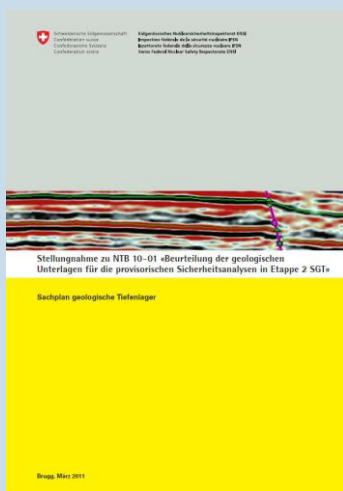 Schweizerische Eidgenossenschaft
Confédération suisse
Confederazione Svizzera
Confederaziun svizra
Eidgenössisches Nuklearsicherheitsinspektorat ENSI
Inspection fédérale de la sécurité nucléaire IFSN
Ispettorato federale della sicurezza nucleare IFSN
Swiss Federal Nuclear Safety Inspectorate ENSI
Stellungnahme zu NTB 10–01 «Beurteilung der geologischen
Unterlagen für die provisorischen Sicherheitsanalysen in Etappe 2 SGT»
Sachplan geologische Tiefenlager
Brugg, März 2011